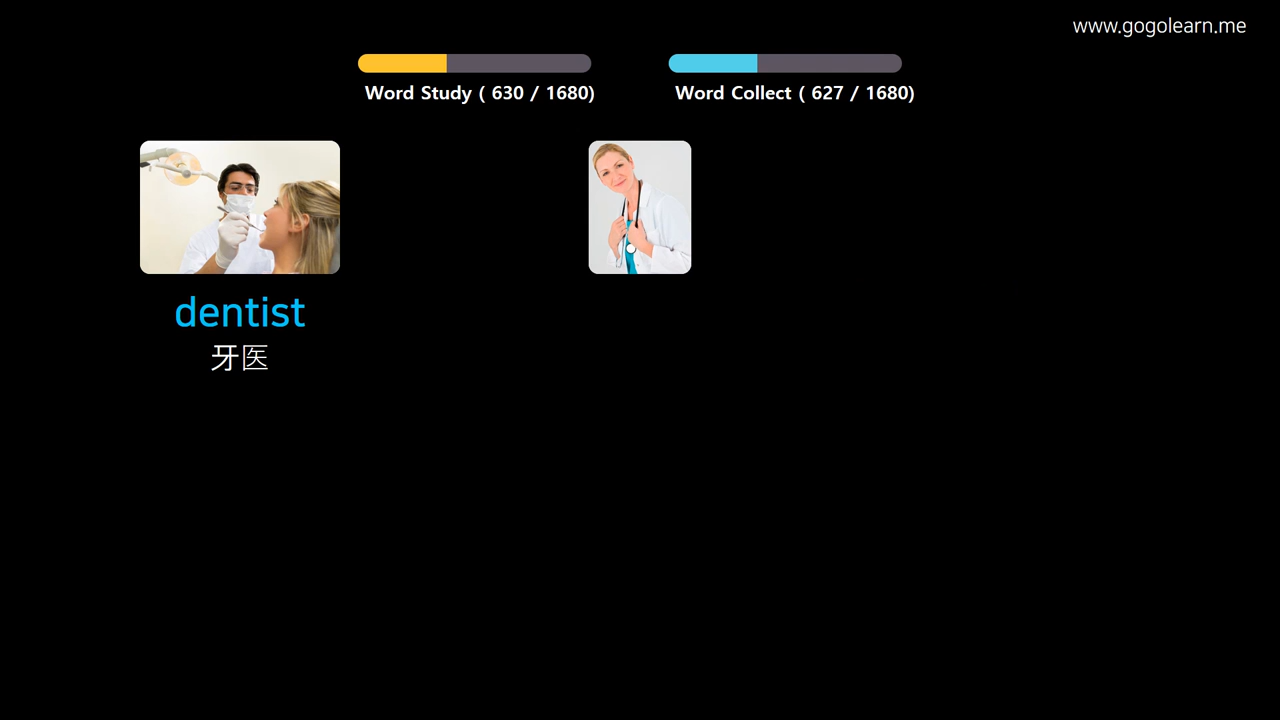 www.gogolearn.me
Word Study ( 630 / 1680)
Word Collect ( 627 / 1680)
dentist
牙医